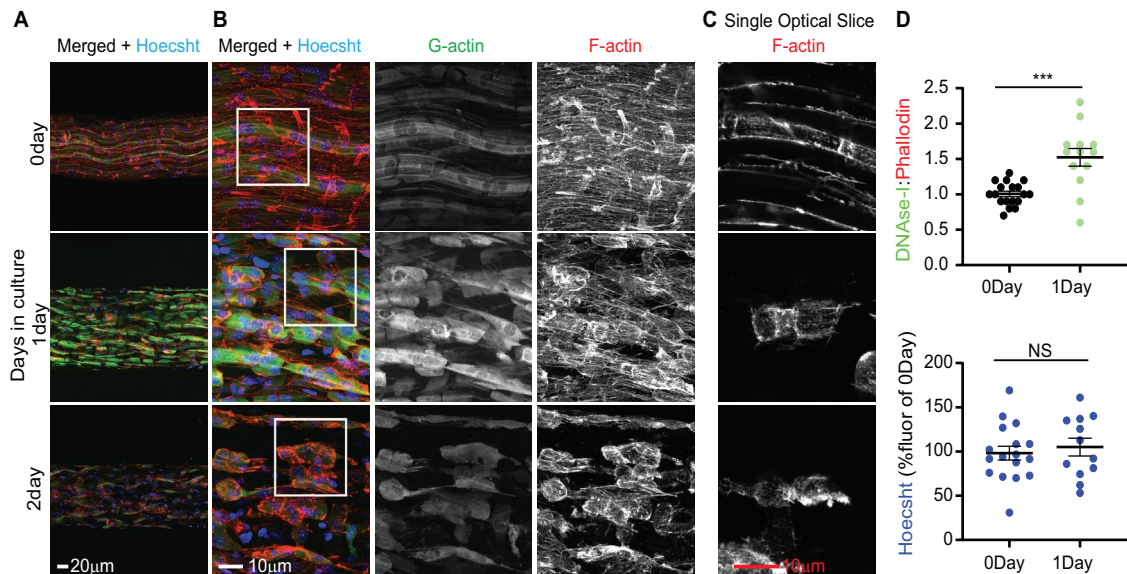 A
B
C
D
Single Optical Slice
Merged + Hoecsht
Merged + Hoecsht
G-actin
F-actin
F-actin
Days in culture
0day
1day
2day
20µm
10µm
10µm
DNAse-I:Phallodin
2.5
2.0
1.5
1.0
0.5
0.0
***
0Day
1Day
Hoecsht (%fluor of 0Day)
200
150
100
50
0
NS
0Day
1Day